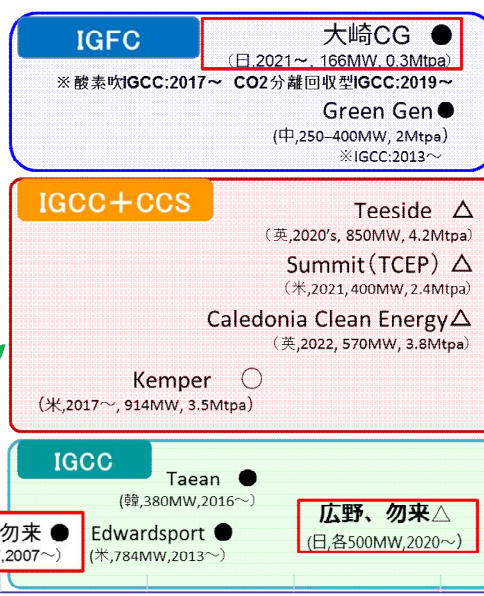 IGFC
大崎CG ●
(日,2021～, 166MW, 0.3Mtpa)
※酸素吹IGCC:2017～ CO2分離回収型IGCC:2019～
Green Gen●
(中,250–400MW, 2Mtpa)
※IGCC:2013～
IGCC＋CCS
Teeside △
(英,2020's, 850MW, 4.2Mtpa)
Summit(TCEP) △
(米,2021,400MW,2.4Mtpa)
Caledonia Clean Energy△
(英,2022, 570MW, 3.8Mtpa)
Kemper ○
(米,2017～, 914MW, 3.5Mtpa)
IGCC
Taean ●
(韓,380MW,2016～)
勿来 ●
,2007～)
Edwardsport ●
(米,784MW,2013～)
広野、勿来△
(日,各500MW,2020～)